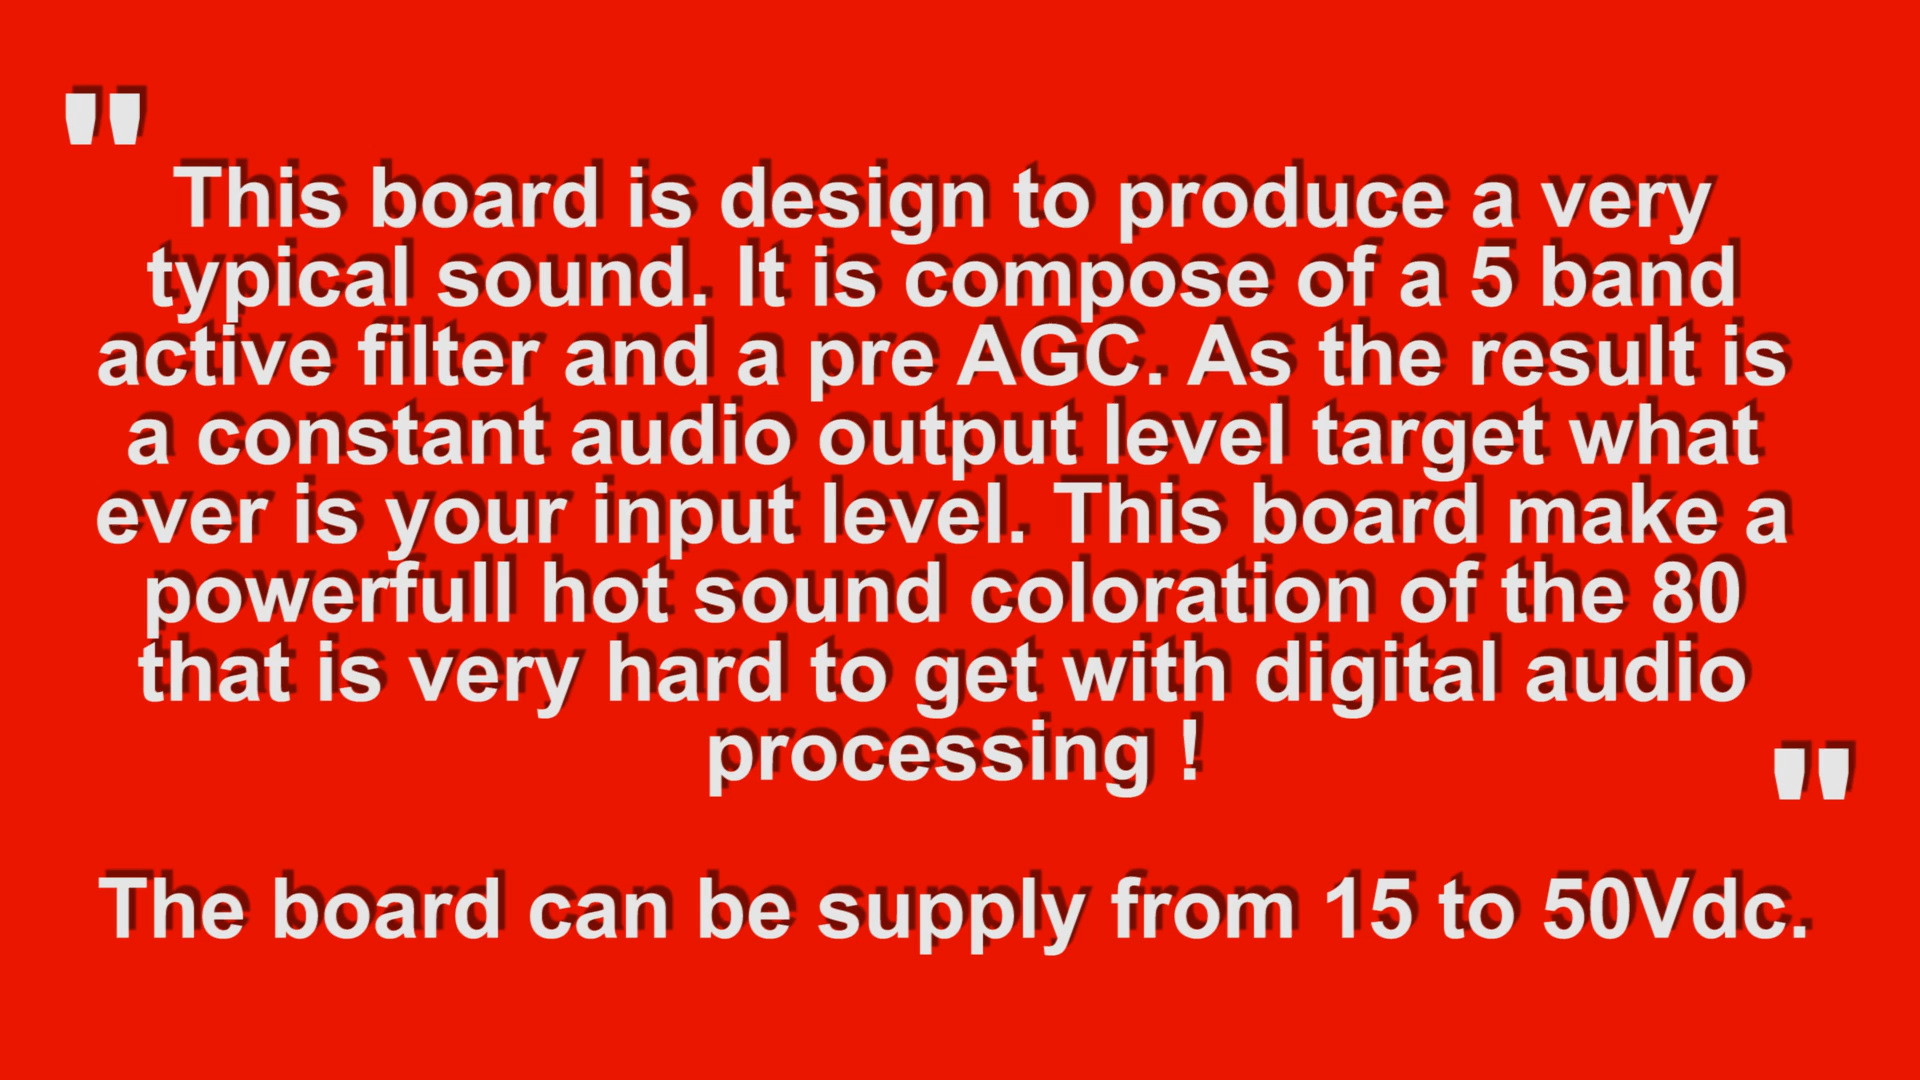 "
This board is design to produce a very
typical sound. It is compose of a 5 band
active filter and a pre AGC. As the result is
a constant audio output level target what
ever is your input level. This board make a
powerfull hot sound coloration of the 80
that is very hard to get with digital audio
processing !
"
The board can be supply from 15 to 50Vdc.